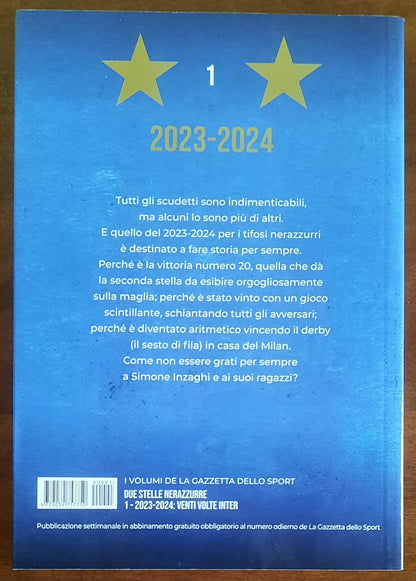 1
2023-2024
Tutti gli scudetti sono indimenticabili,
ma alcuni lo sono più di altri.
E quello del 2023-2024 per i tifosi nerazzurri
è destinato a fare storia per sempre.
Perché è la vittoria numero 20, quella che dà
la seconda stella da esibire orgogliosamente
sulla maglia; perché è stato vinto con un gioco
scintillante, schiantando tutti gli avversari;
perché è diventato aritmetico vincendo il derby
(il sesto di fila) in casa del Milan.
Come non essere grati per sempre
a Simone Inzaghi e ai suoi ragazzi?
40001
I VOLUMI DE LA GAZZETTA DELLO SPORT
DUE STELLE NERAZZURRE
1 - 2023-2024: VENTI VOLTE INTER
Pubblicazione settimanale in abbinamento gratuito obbligatorio al numero odierno de La Gazzetta dello Sport